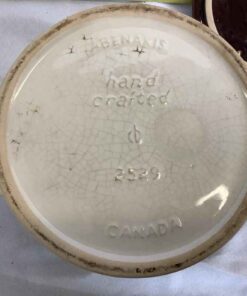 ABENAKIS
hand
crafted
2529
CANADA